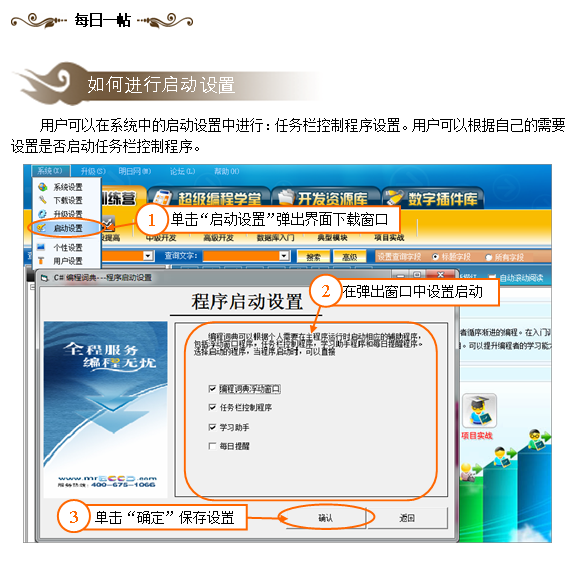 每日一帖
如何进行启动设置
用户可以在系统中的启动设置中进行：任务栏控制程序设置。用户可以根据自己的需要
设置是否启动任务栏控制程序。
系统(X) 升级(S) 明日网(M) 论坛(L) 帮助(H)
系统设置
下载设置
升级设置
启动设置
个性设置
用户设置
训练营 超级编程学堂 开发资源库 数字插件库
1 单击“启动设置”弹出界面下载窗口
提高 中级开发 高级开发 数据库入门 典型模块 项目实战
查询文字： 搜索 高级 设置查询字段 标题字段 所有字段
自动滚动阅读
C# 编程词典---程序启动设置
2 在弹出窗口中设置启动
程序启动设置
全程服务
编程无忧
编程词典可以根据个人需要在主程序运行时启动相应的辅助程序，
包括浮动窗口程序，任务栏控制程序，学习助手程序和每日提醒程序。
选择启动的程序，当程序启动时，可以直接
编程词典浮动窗口
任务栏控制程序
学习助手
每日提醒
者循序渐进的编程。在入门训
。可以提升编程者的学习能力
项目实战
www.mrbccd.com
服务热线：400-675-1066
3 单击“确定”保存设置
确认 返回